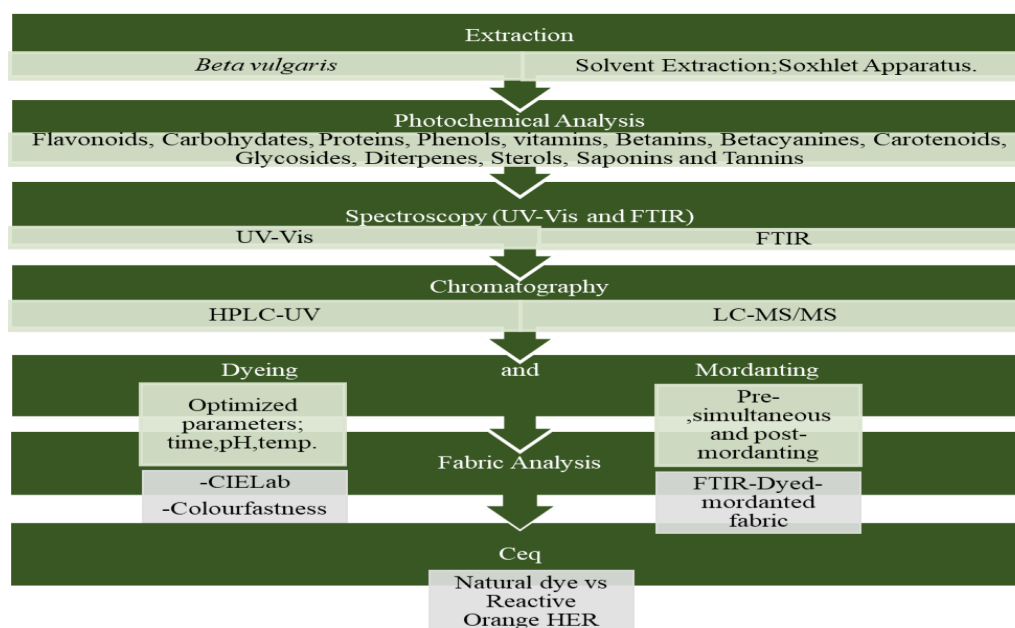 Extraction
Beta vulgaris
Solvent Extraction;Soxhlet Apparatus.
Photochemical Analysis
Flavonoids, Carbohydates, Proteins, Phenols, vitamins, Betanins, Betacyanines, Carotenoids,
Glycosides, Diterpenes, Sterols, Saponins and Tannins
Spectroscopy (UV-Vis and FTIR)
UV-Vis
FTIR
Chromatography
HPLC-UV
LC-MS/MS
Dyeing and Mordanting
Optimized
parameters;
time,pH,temp.
Pre-
,simultaneous
and post-
mordanting
Fabric Analysis
-CIELab
-Colourfastness
FTIR-Dyed-
mordanted
fabric
Ceq
Natural dye vs
Reactive
Orange HER